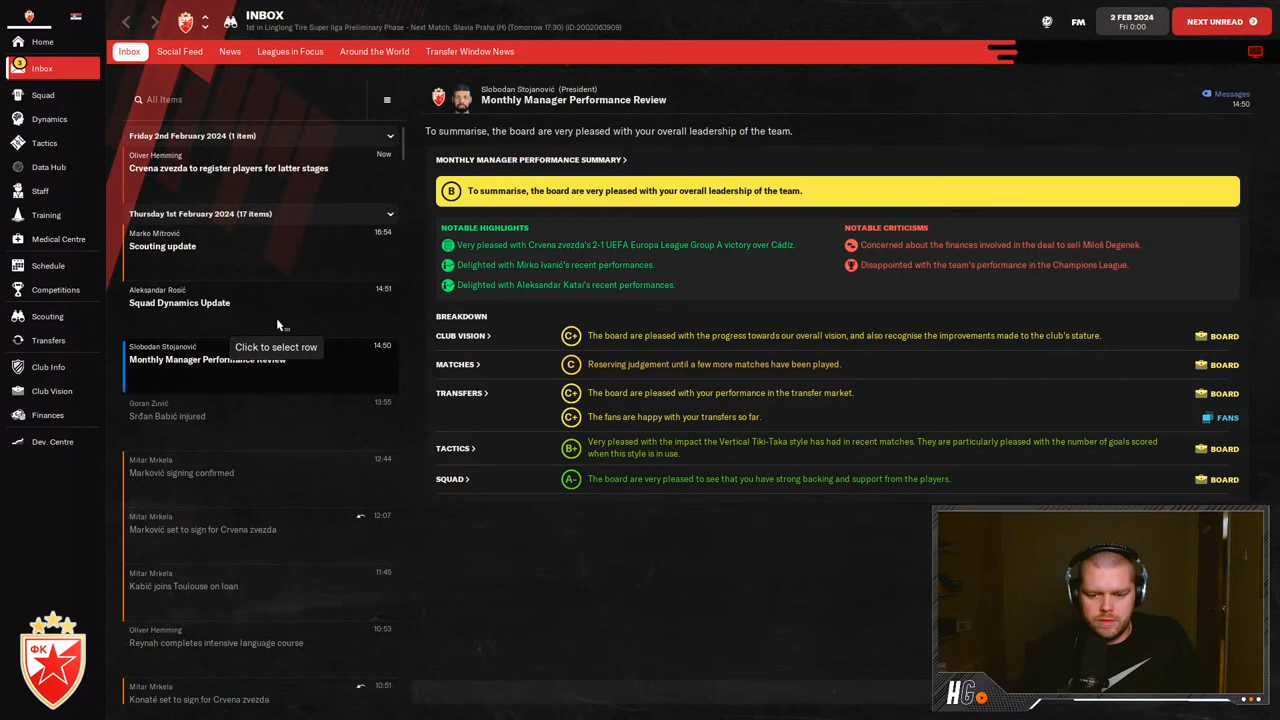 INBOX
1st in Linglong Tire Super liga Preliminary Phase - Next Match: Slavia Praha (H) (Tomorrow 17:30) (ID:2002063909)
FM
2 FEB 2024
Fri 0:00
NEXT UNREAD
Home
3
Inbox
Squad
Dynamics
Tactics
Data Hub
Staff
Training
Medical Centre
Schedule
Competitions
Scouting
Transfers
Club Info
Club Vision
Finances
Dev. Centre
ФК
Inbox
Social Feed
News
Leagues in Focus
Around the World
Transfer Window News
All Items
Friday 2nd February 2024 (1 item)
Oliver Hemming
Now
Crvena zvezda to register players for latter stages
Thursday 1st February 2024 (17 items)
Marko Mitrović
16:54
Scouting update
Aleksandar Rosić
14:51
Squad Dynamics Update
Click to select row
Slobodan Stojanović
14:50
Monthly Manager Performance Review
Goran Zuvić
13:55
Srđan Babić injured
Mitar Mrkela
12:44
Marković signing confirmed
Mitar Mrkela
12:07
Marković set to sign for Crvena zvezda
Mitar Mrkela
11:45
Kabić joins Toulouse on loan
Oliver Hemming
10:53
Reynah completes intensive language course
Mitar Mrkela
10:51
Konaté set to sign for Crvena zvezda
Slobodan Stojanović (President)
Monthly Manager Performance Review
Messages
14:50
To summarise, the board are very pleased with your overall leadership of the team.
MONTHLY MANAGER PERFORMANCE SUMMARY
B
To summarise, the board are very pleased with your overall leadership of the team.
NOTABLE HIGHLIGHTS
Very pleased with Crvena zvezda's 2-1 UEFA Europa League Group A victory over Cádiz.
Delighted with Mirko Ivanić's recent performances.
Delighted with Aleksandar Katai's recent performances.
NOTABLE CRITICISMS
Concerned about the finances involved in the deal to sell Miloš Degenek.
Disappointed with the team's performance in the Champions League.
BREAKDOWN
CLUB VISION
C+
The board are pleased with the progress towards our overall vision, and also recognise the improvements made to the club's stature.
BOARD
MATCHES
C
Reserving judgement until a few more matches have been played.
BOARD
TRANSFERS
C+
The board are pleased with your performance in the transfer market.
BOARD
C+
The fans are happy with your transfers so far.
FANS
TACTICS
B+
Very pleased with the impact the Vertical Tiki-Taka style has had in recent matches. They are particularly pleased with the number of goals scored
when this style is in use.
BOARD
SQUAD
A-
The board are very pleased to see that you have strong backing and support from the players.
BOARD
HG